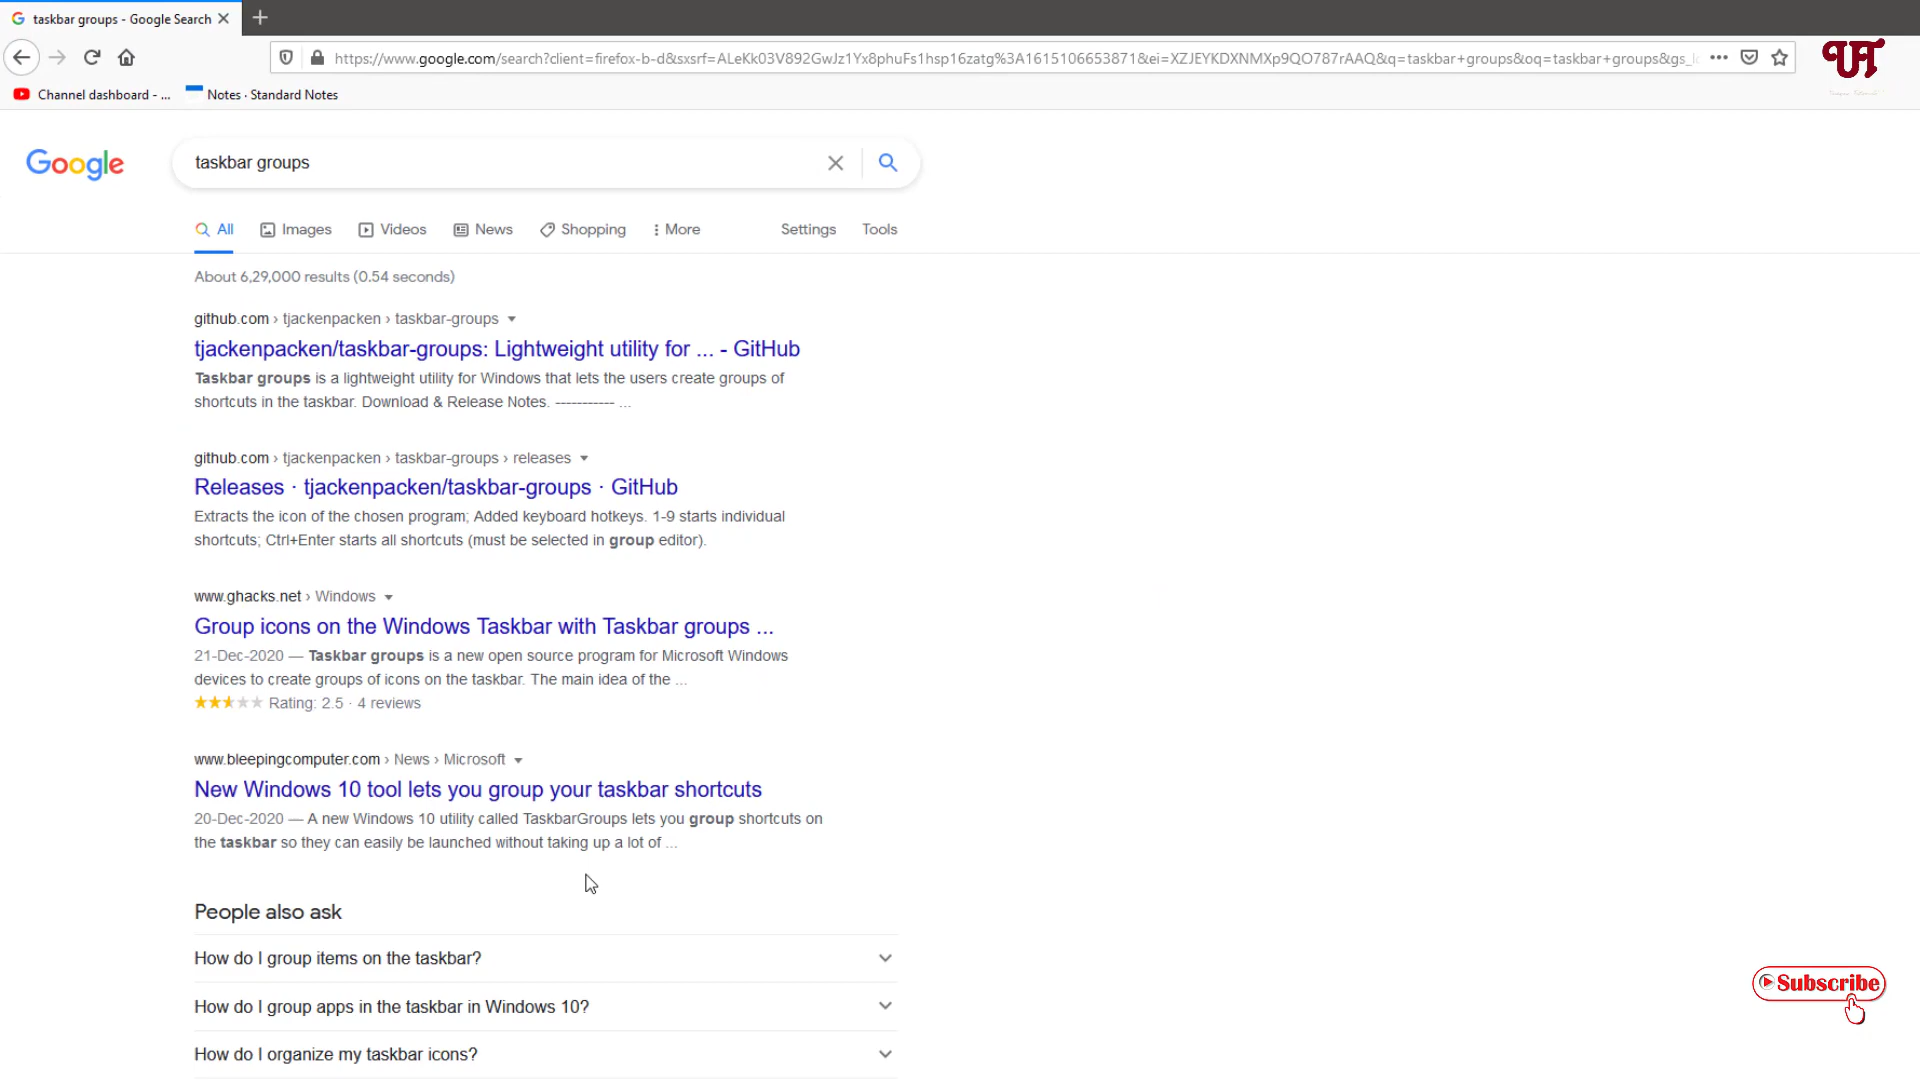 taskbar groups - Google Search
https://www.google.com/search?client=firefox-b-d&sxsrf=ALeKk03V892GwJz1Yx8phuFs1hsp16zatg%3A1615106653871&ei=XZJEYKDXNMXp9QO787rAAQ&q=taskbar+groups&oq=taskbar+groups&gs_l
UT
Channel dashboard - ...
Notes · Standard Notes
Google
taskbar groups
All
Images
Videos
News
Shopping
More
Settings
Tools
About 6,29,000 results (0.54 seconds)
github.com › tjackenpacken › taskbar-groups
tjackenpacken/taskbar-groups: Lightweight utility for ... - GitHub
Taskbar groups is a lightweight utility for Windows that lets the users create groups of
shortcuts in the taskbar. Download & Release Notes. ----------- ...
github.com › tjackenpacken › taskbar-groups › releases
Releases · tjackenpacken/taskbar-groups · GitHub
Extracts the icon of the chosen program; Added keyboard hotkeys. 1-9 starts individual
shortcuts; Ctrl+Enter starts all shortcuts (must be selected in group editor).
www.ghacks.net › Windows
Group icons on the Windows Taskbar with Taskbar groups ...
21-Dec-2020 — Taskbar groups is a new open source program for Microsoft Windows
devices to create groups of icons on the taskbar. The main idea of the ...
Rating: 2.5 · 4 reviews
www.bleepingcomputer.com › News › Microsoft
New Windows 10 tool lets you group your taskbar shortcuts
20-Dec-2020 — A new Windows 10 utility called TaskbarGroups lets you group shortcuts on
the taskbar so they can easily be launched without taking up a lot of ...
People also ask
How do I group items on the taskbar?
How do I group apps in the taskbar in Windows 10?
How do I organize my taskbar icons?
Subscribe